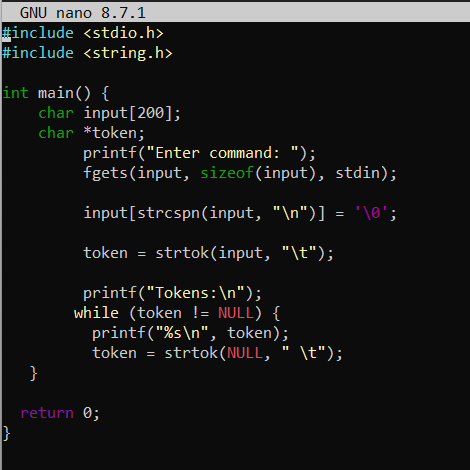 GNU nano 8.7.1
#include <stdio.h>
#include <string.h>
int main() {
char input[200];
char *token;
printf("Enter command: ");
fgets(input, sizeof(input), stdin);
input[strcspn(input, "\n")] = '\0';
token = strtok(input, "\t");
printf("Tokens:\n");
while (token != NULL) {
printf("%s\n", token);
token = strtok(NULL, " \t");
}
return 0;
}